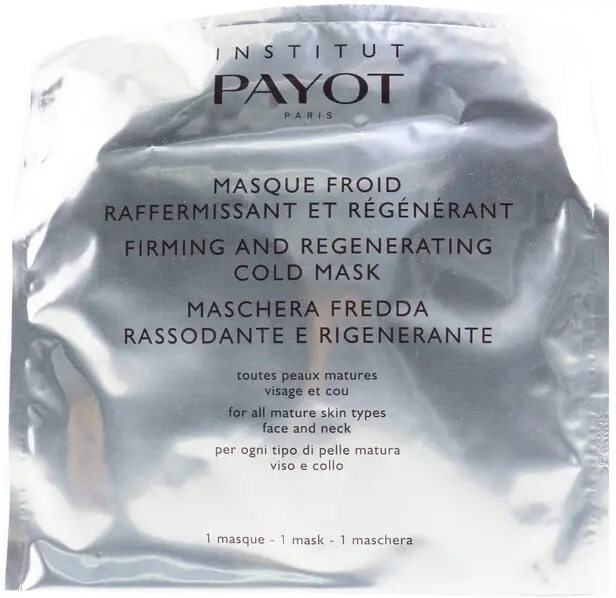 INSTITUT
PAYOT
PARIS
MASQUE FROID
RAFFERMISSANT ET RÉGÉNÉRANT
FIRMING AND REGENERATING
COLD MASK
MASCHERA FREDDA
RASSODANTE E RIGENERANTE
toutes peaux matures
visage et cou
for all mature skin types
face and neck
per ogni tipo di pelle matura
viso e collo
1 masque - 1 mask - 1 maschera